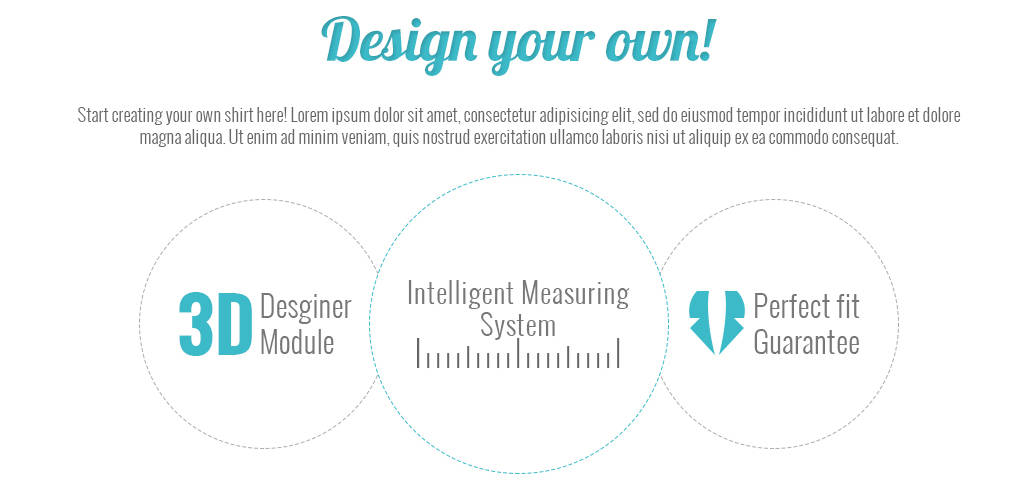 Design your own!
Start creating your own shirt here! Lorem ipsum dolor sit amet, consectetur adipisicing elit, sed do eiusmod tempor incididunt ut labore et dolore
magna aliqua. Ut enim ad minim veniam, quis nostrud exercitation ullamco laboris nisi ut aliquip ex ea commodo consequat.
3D Desginer
Module
Intelligent Measuring
System
Perfect fit
Guarantee